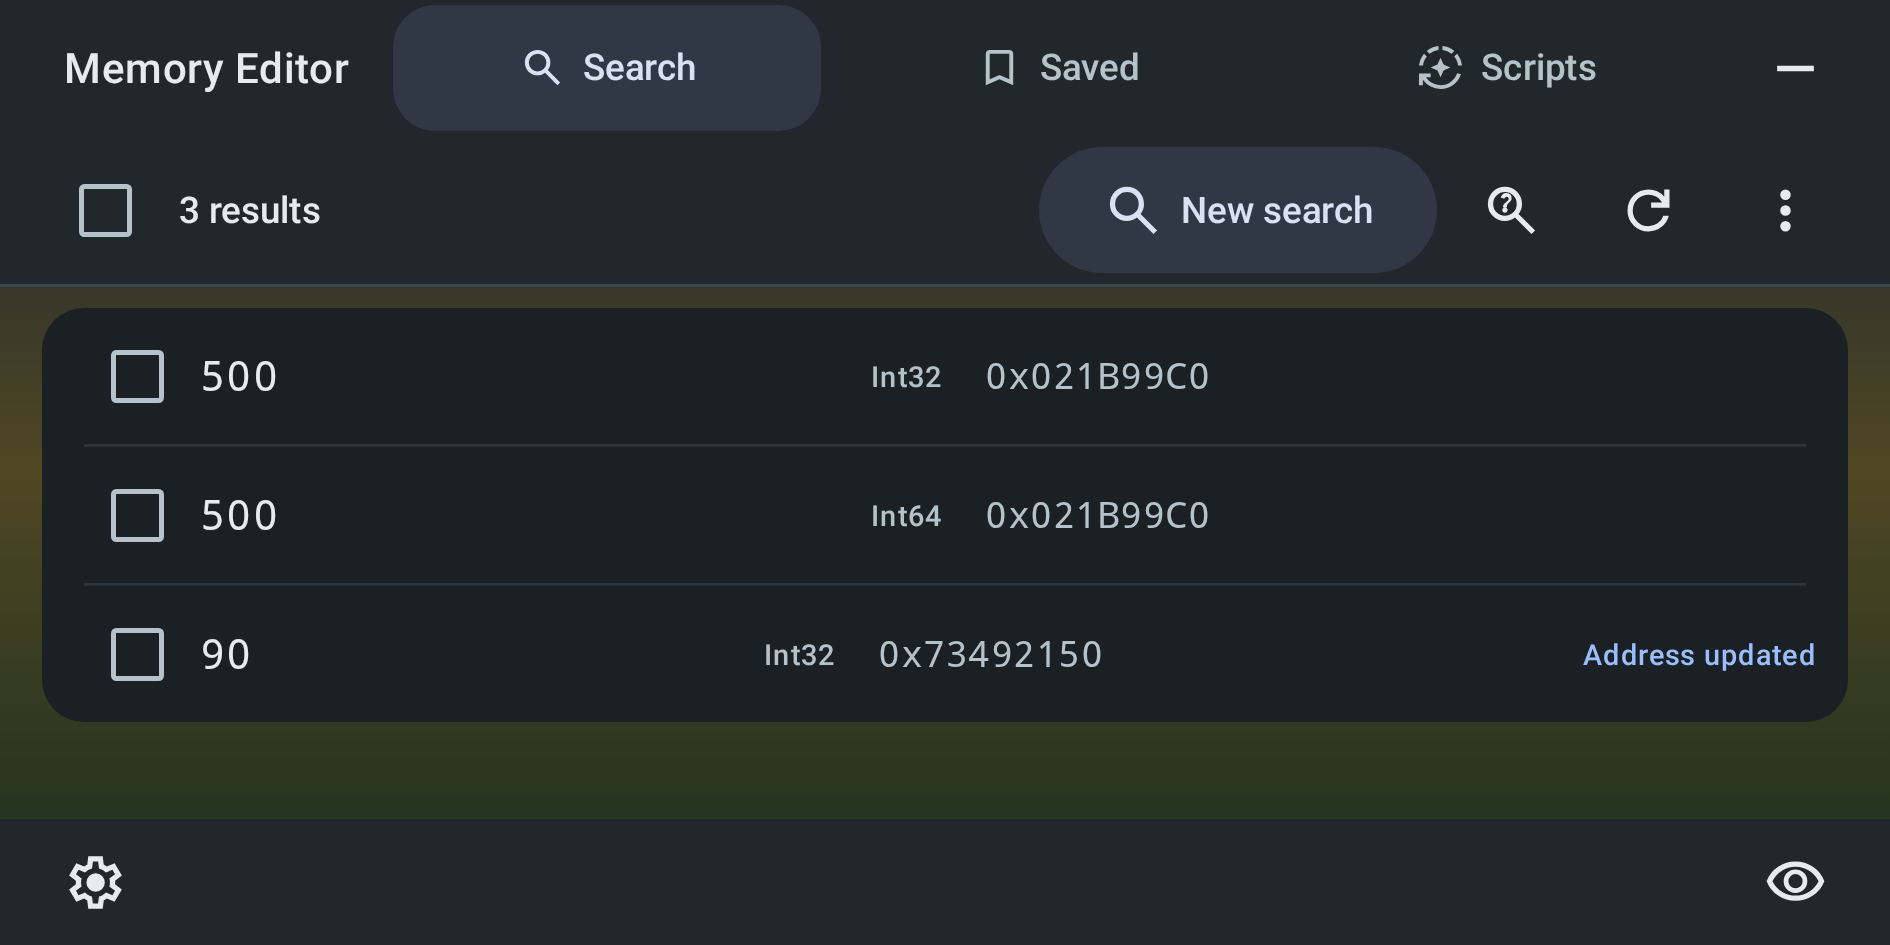 Memory Editor Search Saved Scripts
3 results New search
500 Int32 0x021B99C0
500 Int64 0x021B99C0
90 Int32 0x73492150 Address updated